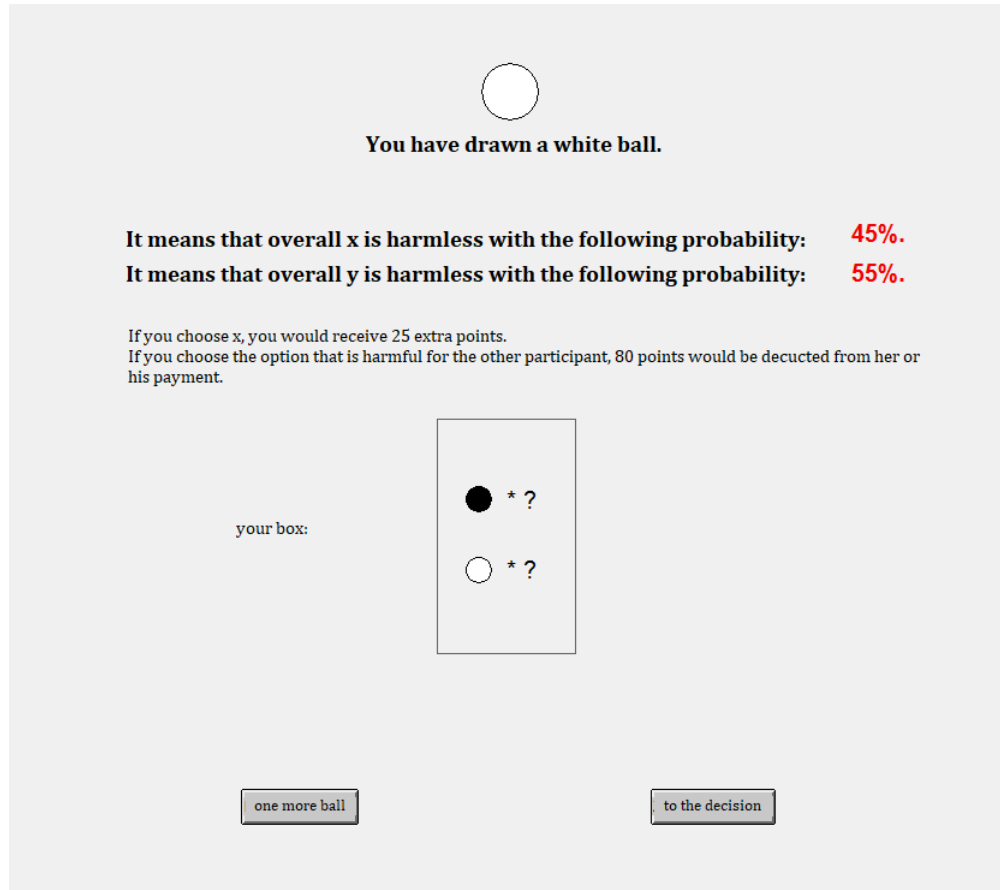 You have drawn a white ball.
It means that overall x is harmless with the following probability: 45%.
It means that overall y is harmless with the following probability: 55%.
If you choose x, you would receive 25 extra points.
If you choose the option that is harmful for the other participant, 80 points would be decucted from her or
his payment.
* ?
your box:
* ?
one more ball
to the decision